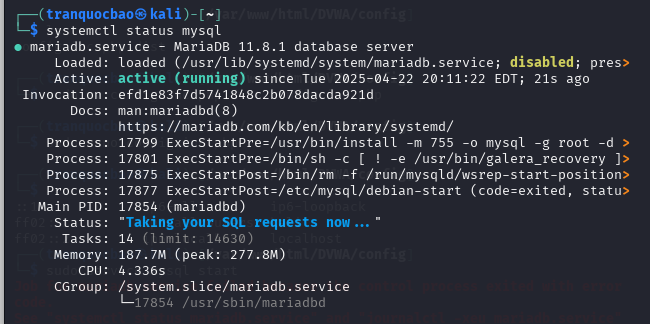 ┌──(tranquocbao㉿kali)-[~]
└─$ systemctl status mysql
● mariadb.service - MariaDB 11.8.1 database server
Loaded: loaded (/usr/lib/systemd/system/mariadb.service; disabled; pres>
Active: active (running) since Tue 2025-04-22 20:11:22 EDT; 21s ago
Invocation: efd1e83f7d5741848c2b078dacda921d
Docs: man:mariadbd(8)
https://mariadb.com/kb/en/library/systemd/
Process: 17799 ExecStartPre=/usr/bin/install -m 755 -o mysql -g root -d >
Process: 17801 ExecStartPre=/bin/sh -c [ ! -e /usr/bin/galera_recovery ]>
Process: 17875 ExecStartPost=/bin/rm -f /run/mysqld/wsrep-start-position>
Process: 17877 ExecStartPost=/etc/mysql/debian-start (code=exited, statu>
Main PID: 17854 (mariadbd)
Status: "Taking your SQL requests now..."
Tasks: 14 (limit: 14630)
Memory: 187.7M (peak: 277.8M)
CPU: 4.336s
CGroup: /system.slice/mariadb.service
└─17854 /usr/sbin/mariadbd